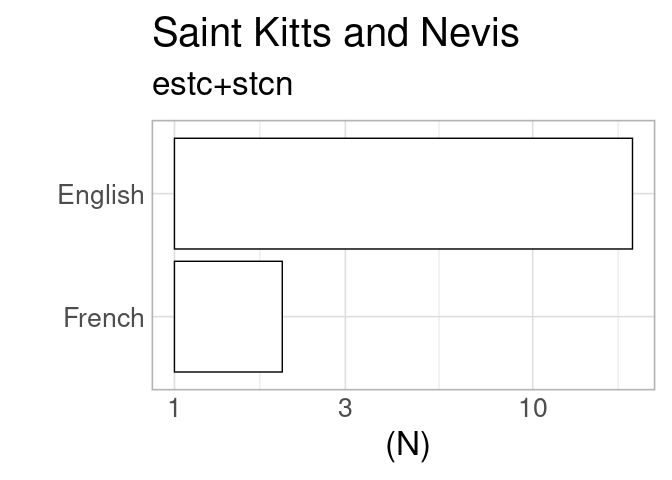 Saint Kitts and Nevis
estc+stcn
English
French
1 3 10
(N)